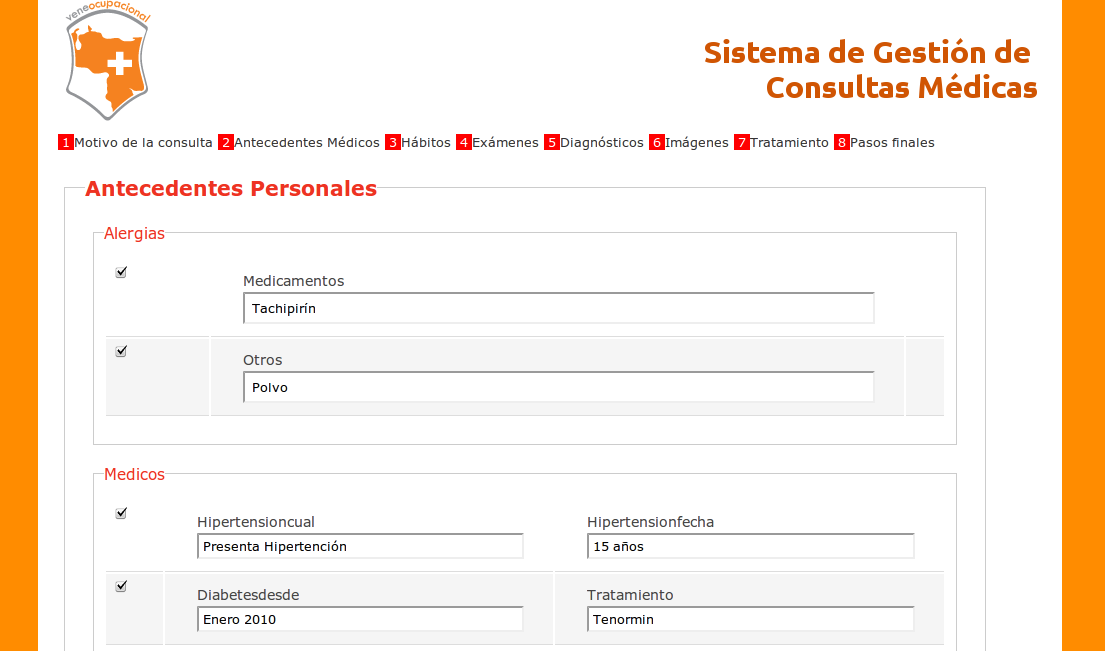 veneocupacional
Sistema de Gestión de
Consultas Médicas
1 Motivo de la consulta 2 Antecedentes Médicos 3 Hábitos 4 Exámenes 5 Diagnósticos 6 Imágenes 7 Tratamiento 8 Pasos finales
Antecedentes Personales
Alergias
Medicamentos
Tachipirín
Otros
Polvo
Medicos
Hipertensioncual Hipertensionfecha
Presenta Hipertención 15 años
Diabetesdesde Tratamiento
Enero 2010 Tenormin